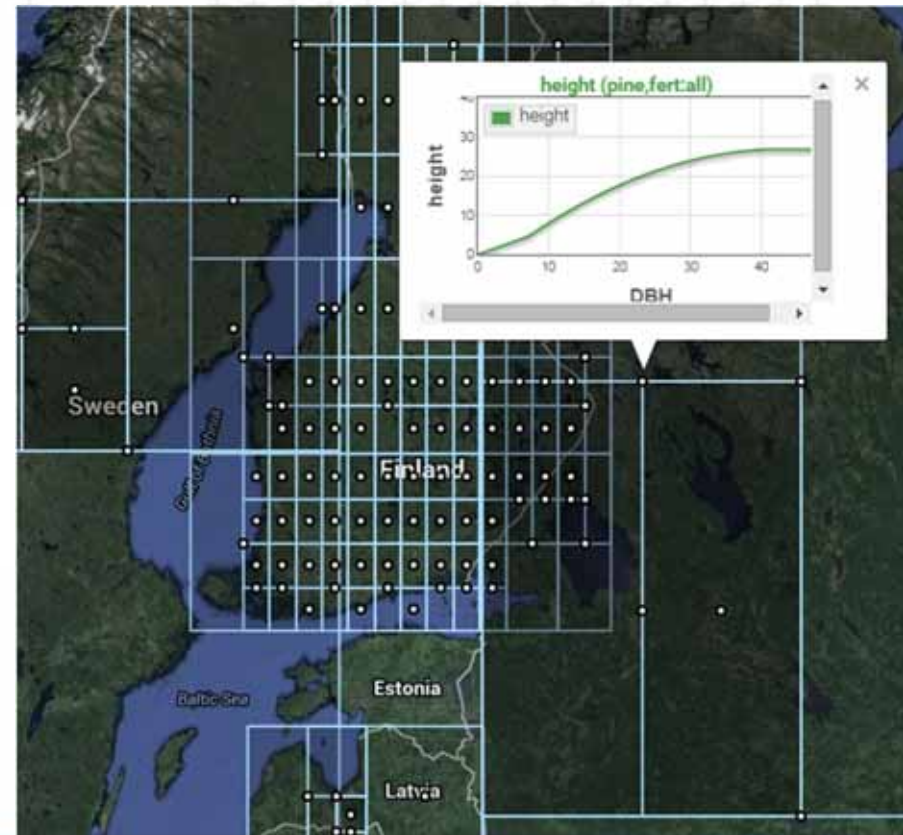 height (pine,fert:all)
×
height
height
40
30
20
10
0
0
10
20
30
40
DBH
Sweden
Gulf of Bothnia
Finland
Baltic Sea
Estonia
Latvia